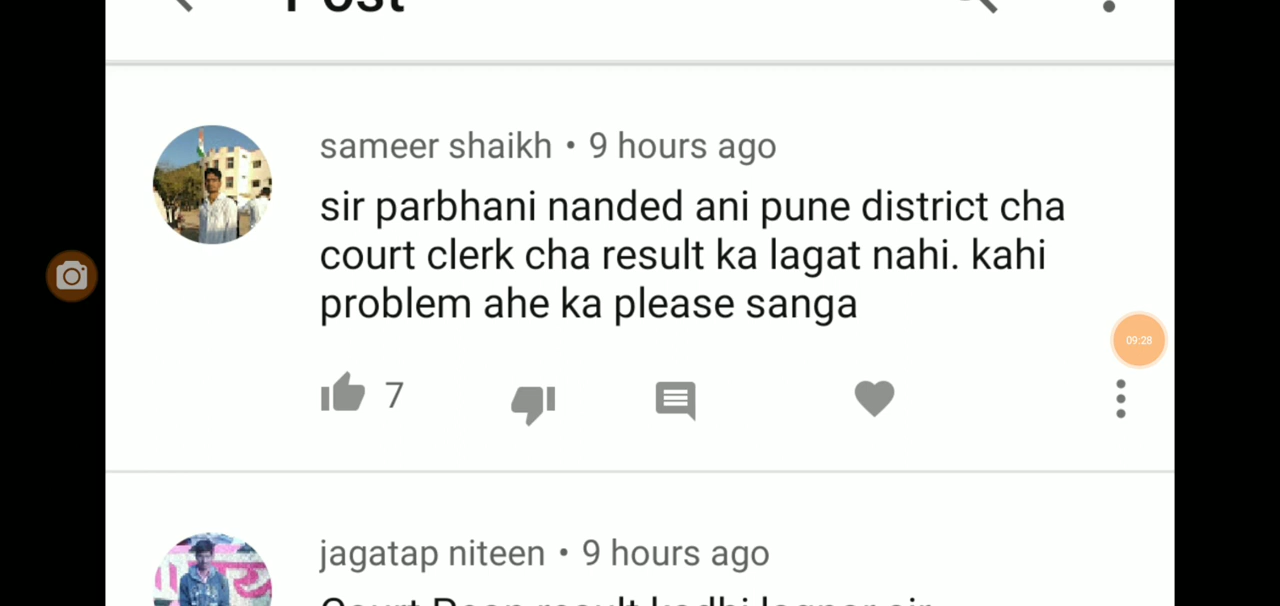 Post
sameer shaikh • 9 hours ago
sir parbhani nanded ani pune district cha
court clerk cha result ka lagat nahi. kahi
problem ahe ka please sanga
09:28
7
jagatap niteen • 9 hours ago
Court Peon result kadhi lagnar sir